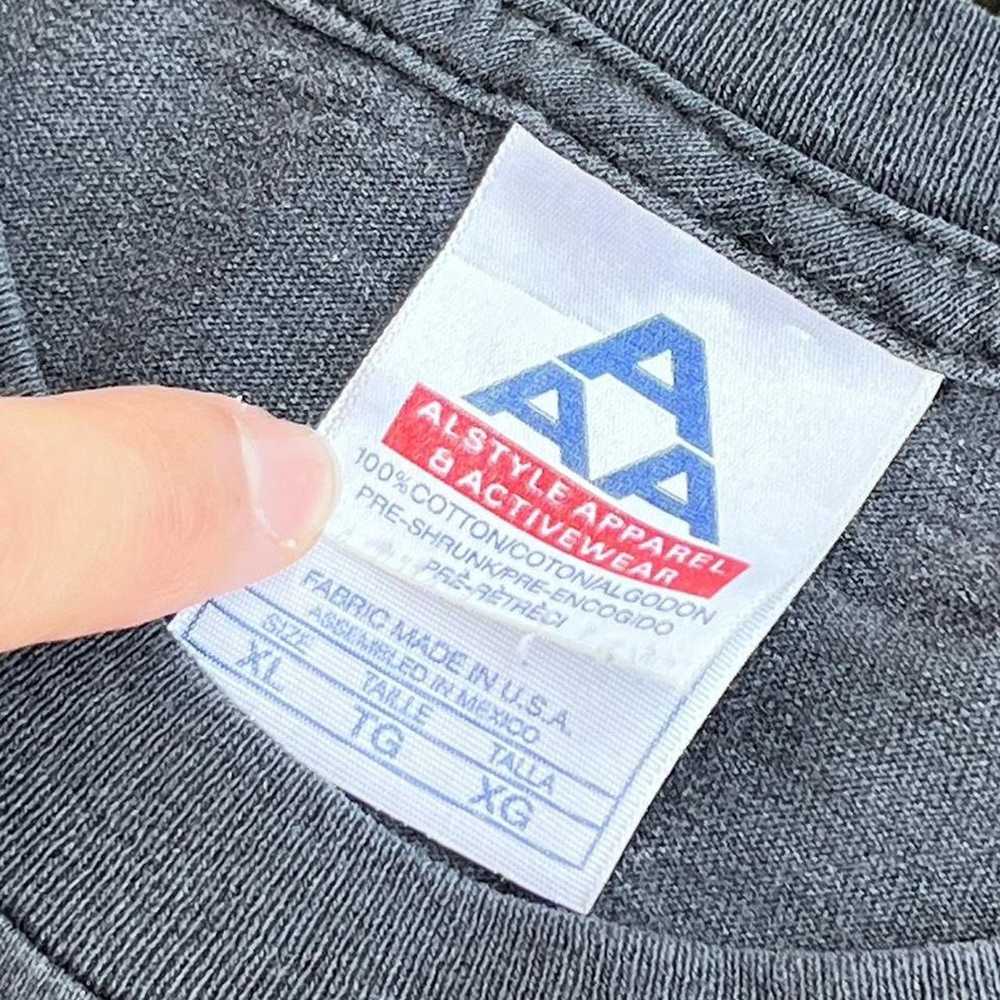 AAA
ALSTYLE APPAREL
& ACTIVEWEAR
100% COTTON/COTON/ALGODON
PRE-SHRUNK/PRE-ENCOGIDO
PRÉ-RÉTRÉCI
FABRIC MADE IN U.S.A.
ASSEMBLED IN MEXICO
SIZE TAILLE TALLA
XL TG XG